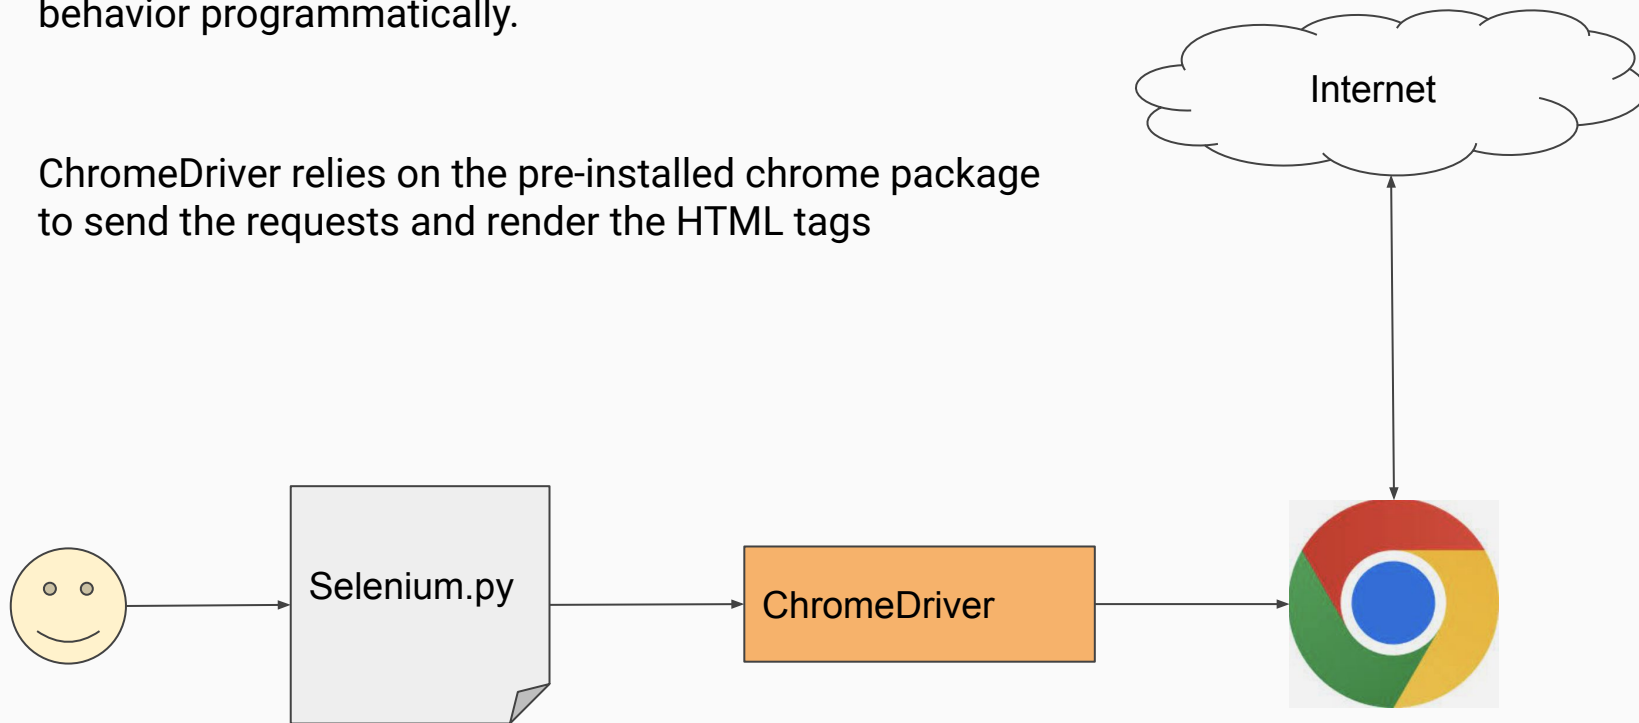 behavior programmatically.
Internet
ChromeDriver relies on the pre-installed chrome package
to send the requests and render the HTML tags
Selenium.py
ChromeDriver